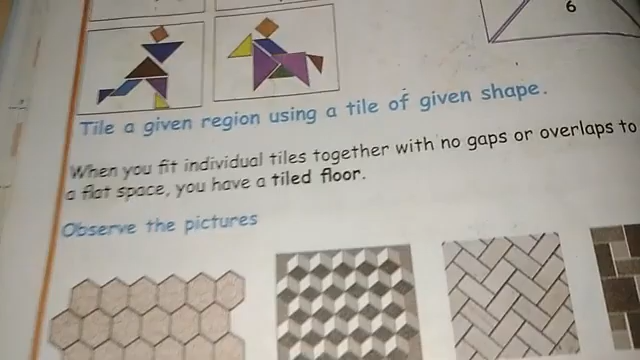 6
Tile a given region using a tile of given shape.
When you fit individual tiles together with no gaps or overlaps to
a flat space, you have a tiled floor.
Observe the pictures